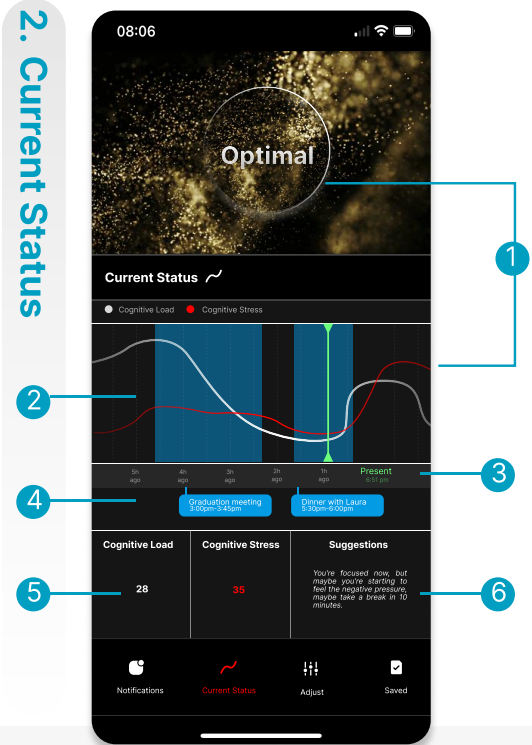 2. Current Status
08:06
Optimal
1
Current Status
Cognitive Load
Cognitive Stress
2
5h ago
4h ago
3h ago
2h ago
1h ago
Present
6:51 pm
3
4
Graduation meeting
3:00pm-3:45pm
Dinner with Laura
5:30pm-6:00pm
Cognitive Load
Cognitive Stress
Suggestions
5
28
35
You're focused now, but
maybe you're starting to
feel the negative pressure,
maybe take a break in 10
minutes.
6
Notifications
Current Status
Adjust
Saved